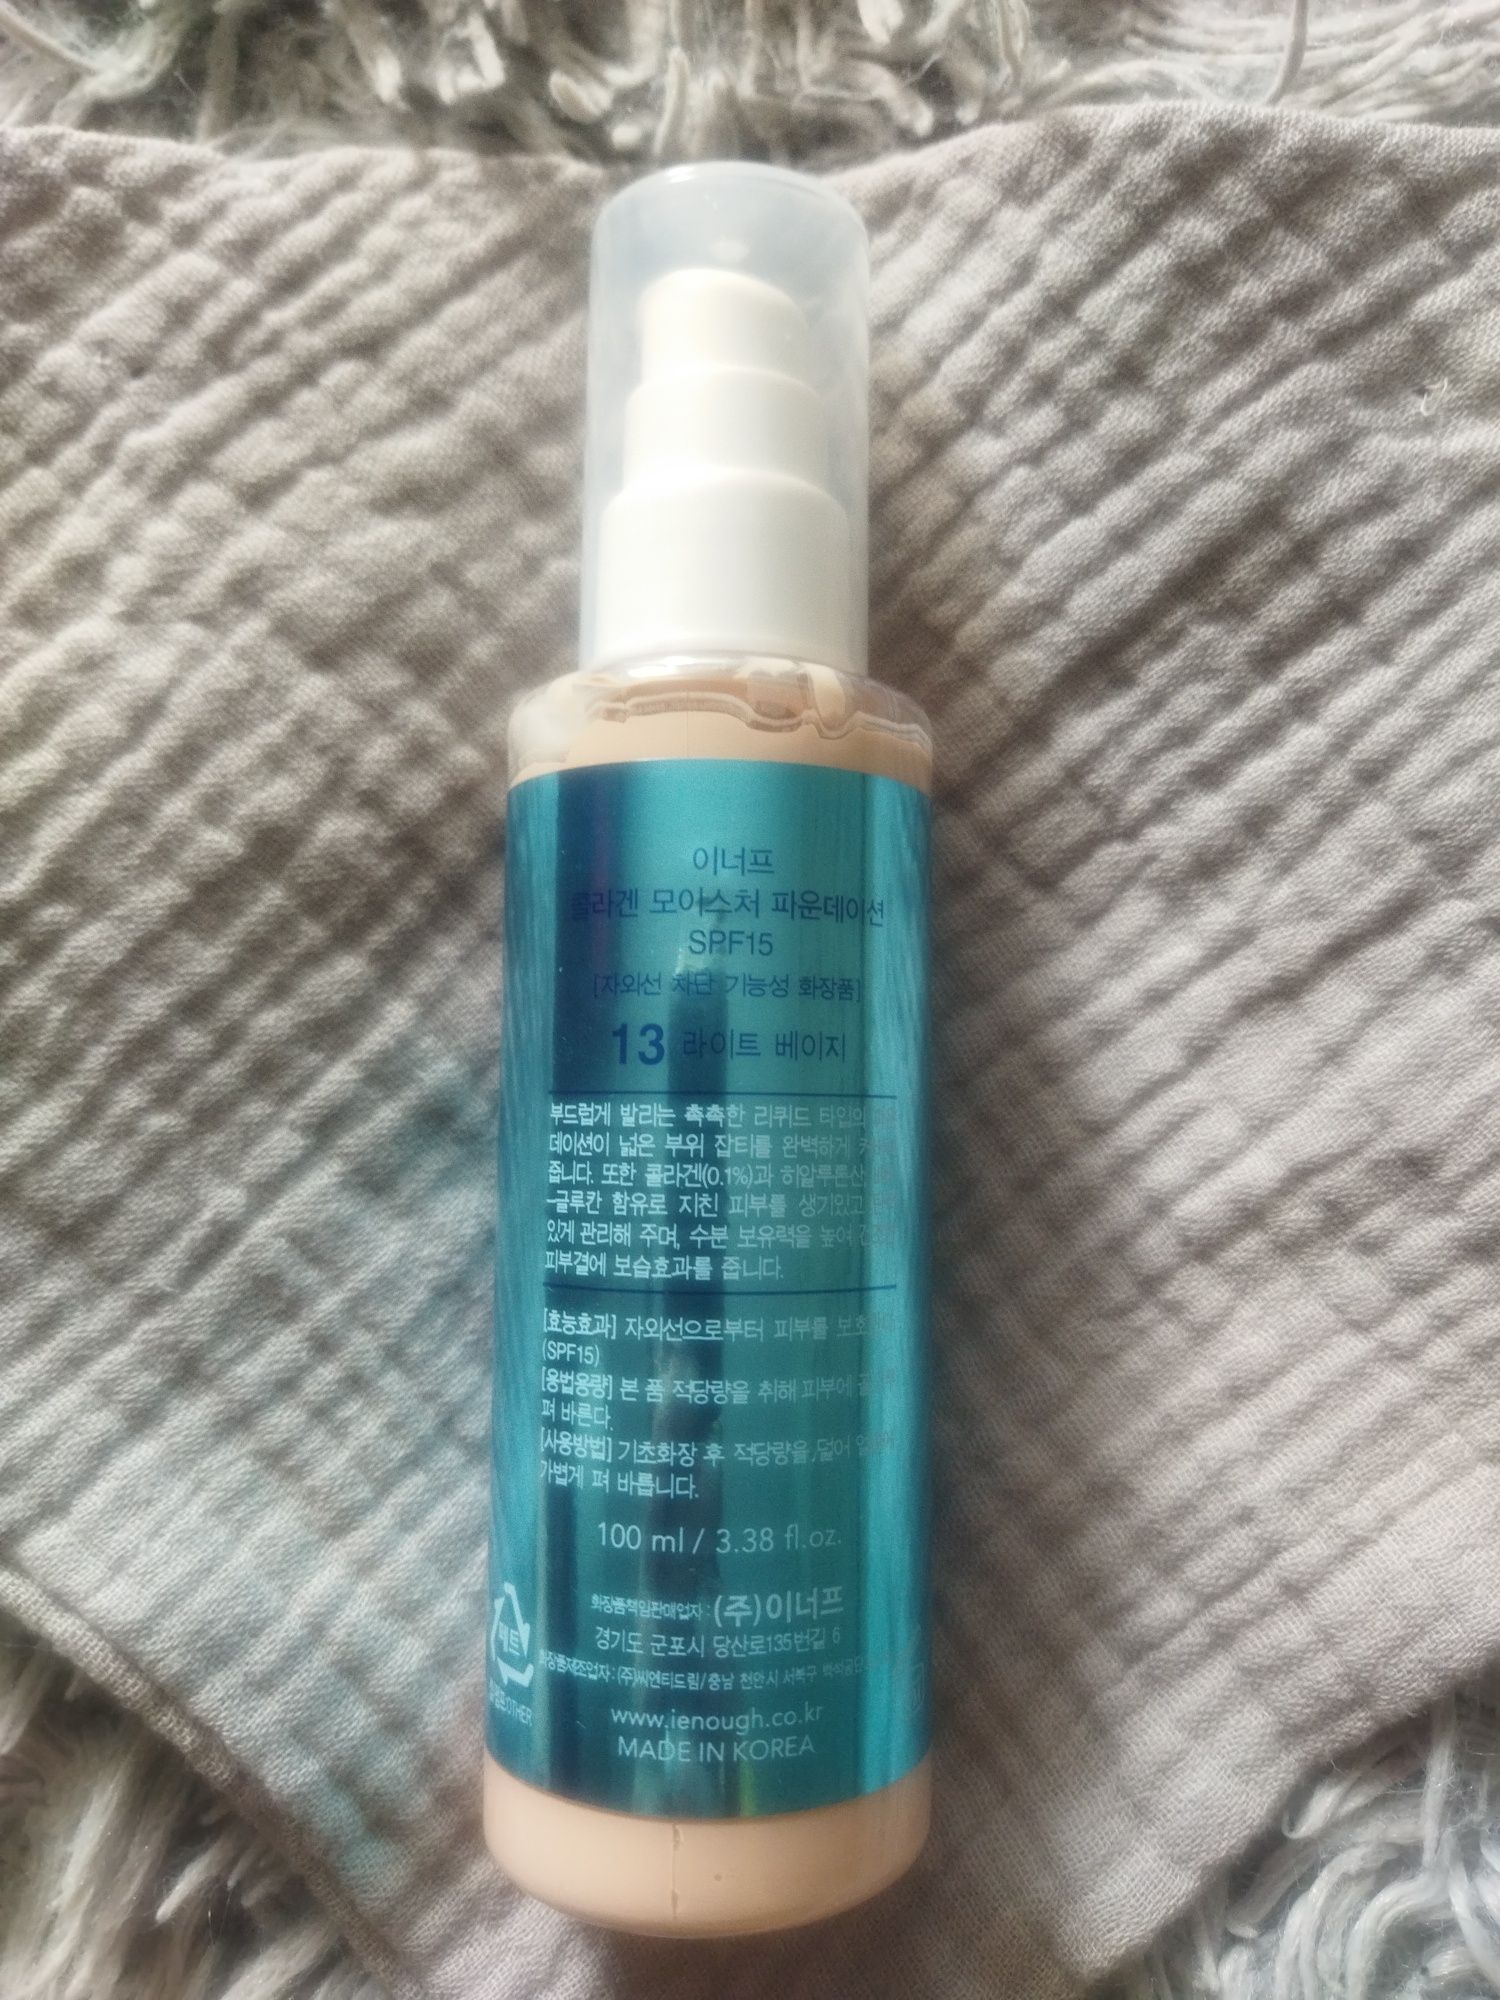 이너프
콜라겐 모이스처 파운데이션
SPF15
[자외선 차단 기능성 화장품]
13 라이트 베이지
부드럽게 발리는 촉촉한 리퀴드 타입의
데이션이 넓은 부위 잡티를 완벽하게
줍니다. 또한 콜라겐(0.1%)과 히알루론산,
-글루칸 함유로 지친 피부를 생기있고
있게 관리해 주며, 수분 보유력을 높여
피부결에 보습효과를 줍니다.
[효능효과] 자외선으로부터 피부를
(SPF15)
[용법용량] 본 품 적당량을 취해 피부에
펴 바른다.
[사용방법] 기초화장 후 적당량을 덜어
가볍게 펴 바릅니다.
100 ml / 3.38 fl.oz.
화장품책임판매업자 : (주)이너프
경기도 군포시 당산로135번길 6
화장품제조업자 : (주)씨엔티드림/충남 천안시 서북구
페트
OTHER
www.ienough.co.kr
MADE IN KOREA